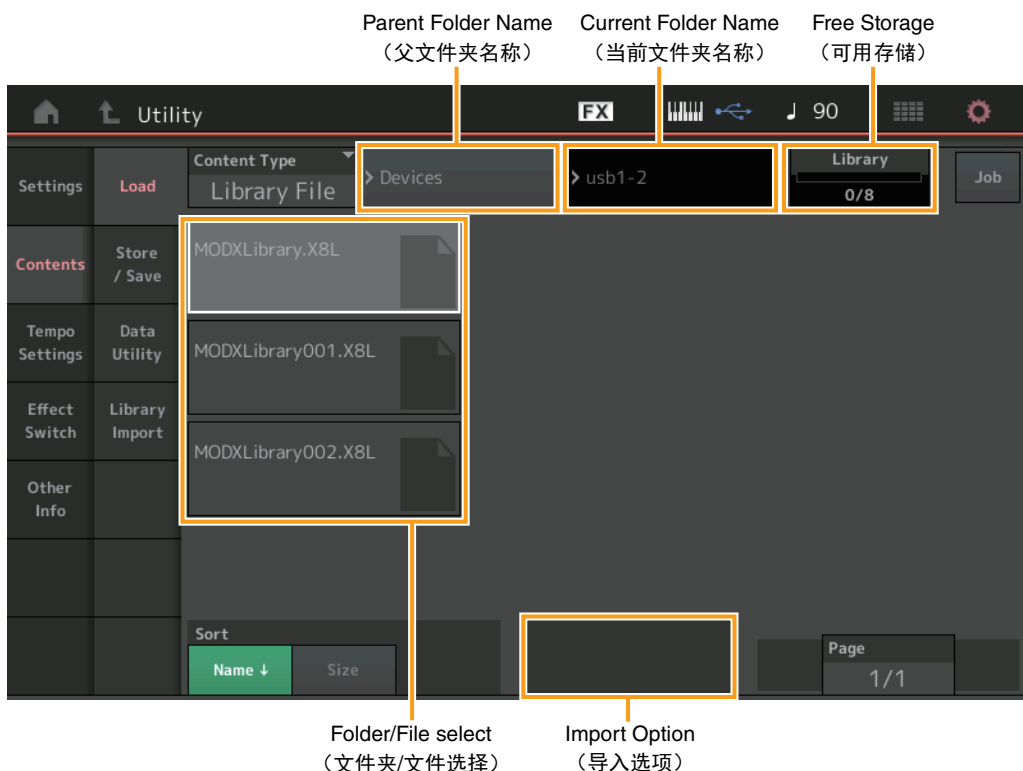 Parent Folder Name
（父文件夹名称）
Current Folder Name
（当前文件夹名称）
Free Storage
（可用存储）
Utility
FX
♩ 90
Settings
Load
Content Type
Library File
> Devices
> usb1-2
Library
0/8
Job
Contents
Store
/ Save
MODXLibrary.X8L
Tempo
Settings
Data
Utility
MODXLibrary001.X8L
Effect
Switch
Library
Import
MODXLibrary002.X8L
Other
Info
Sort
Name ↓
Size
Page
1/1
Folder/File select
（文件夹/文件选择）
Import Option
（导入选项）